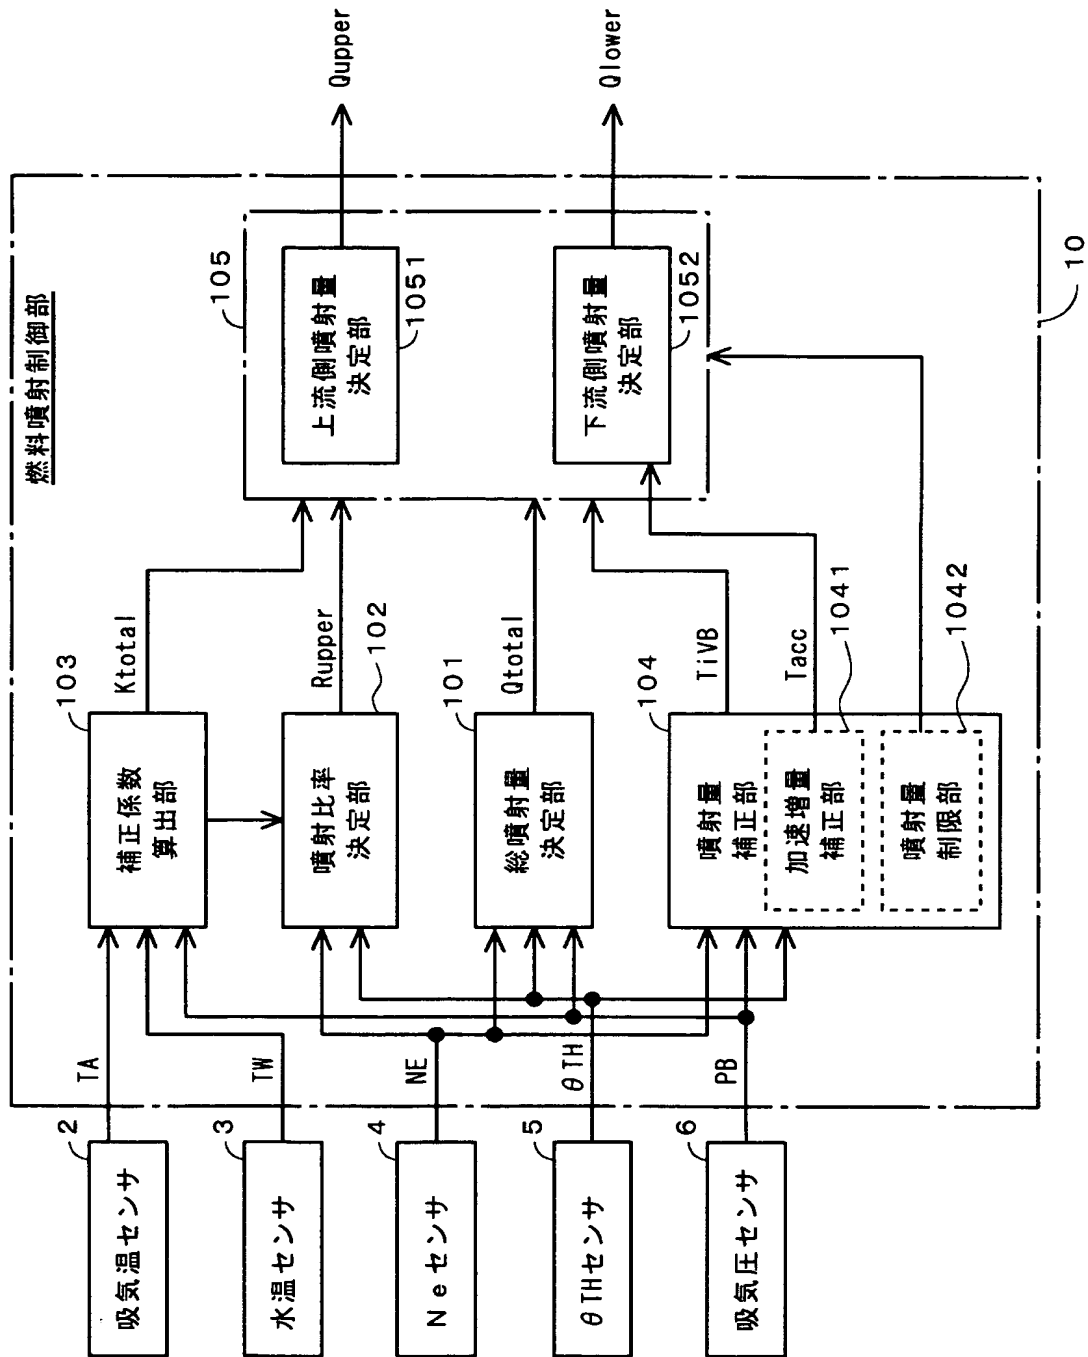 燃料噴射制御部
10
吸気温センサ
2
TA
水温センサ
3
TW
Ｎｅセンサ
4
NE
θTHセンサ
5
θTH
吸気圧センサ
6
PB
補正係数
算出部
103
Ktotal
噴射比率
決定部
102
Rupper
総噴射量
決定部
101
Qtotal
噴射量
補正部
104
TiVB
加速増量
補正部
1041
Tacc
噴射量
制限部
1042
105
上流側噴射量
決定部
1051
Qupper
下流側噴射量
決定部
1052
Qlower